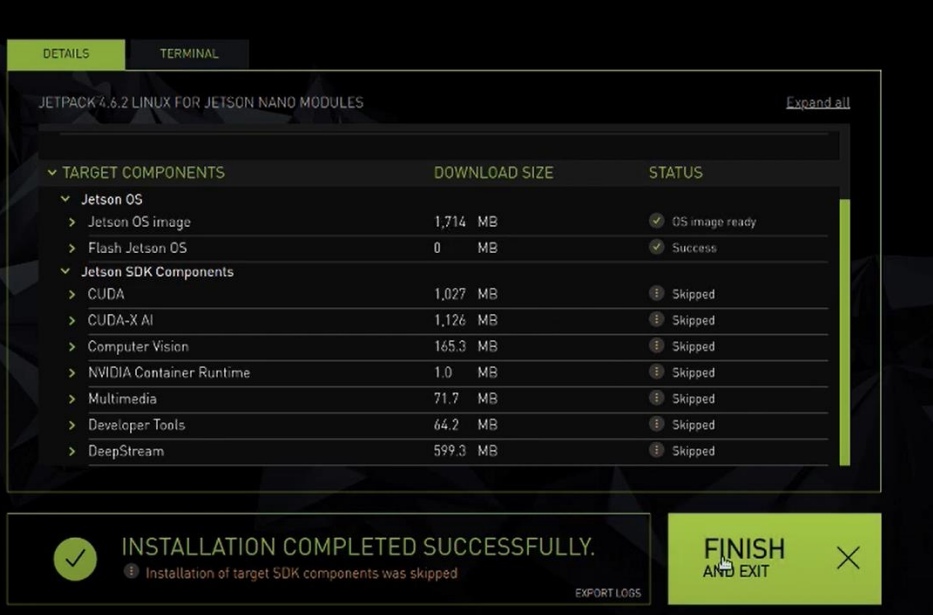 DETAILS TERMINAL
JETPACK 4.6.2 LINUX FOR JETSON NANO MODULES Expand all
TARGET COMPONENTS DOWNLOAD SIZE STATUS
Jetson OS
Jetson OS image 1,714 MB OS image ready
Flash Jetson OS 0 MB Success
Jetson SDK Components
CUDA 1,027 MB Skipped
CUDA-X AI 1,126 MB Skipped
Computer Vision 165.3 MB Skipped
NVIDIA Container Runtime 1.0 MB Skipped
Multimedia 71.7 MB Skipped
Developer Tools 64.2 MB Skipped
DeepStream 599.3 MB Skipped
INSTALLATION COMPLETED SUCCESSFULLY.
Installation of target SDK components was skipped
EXPORT LOGS
FINISH
AND EXIT